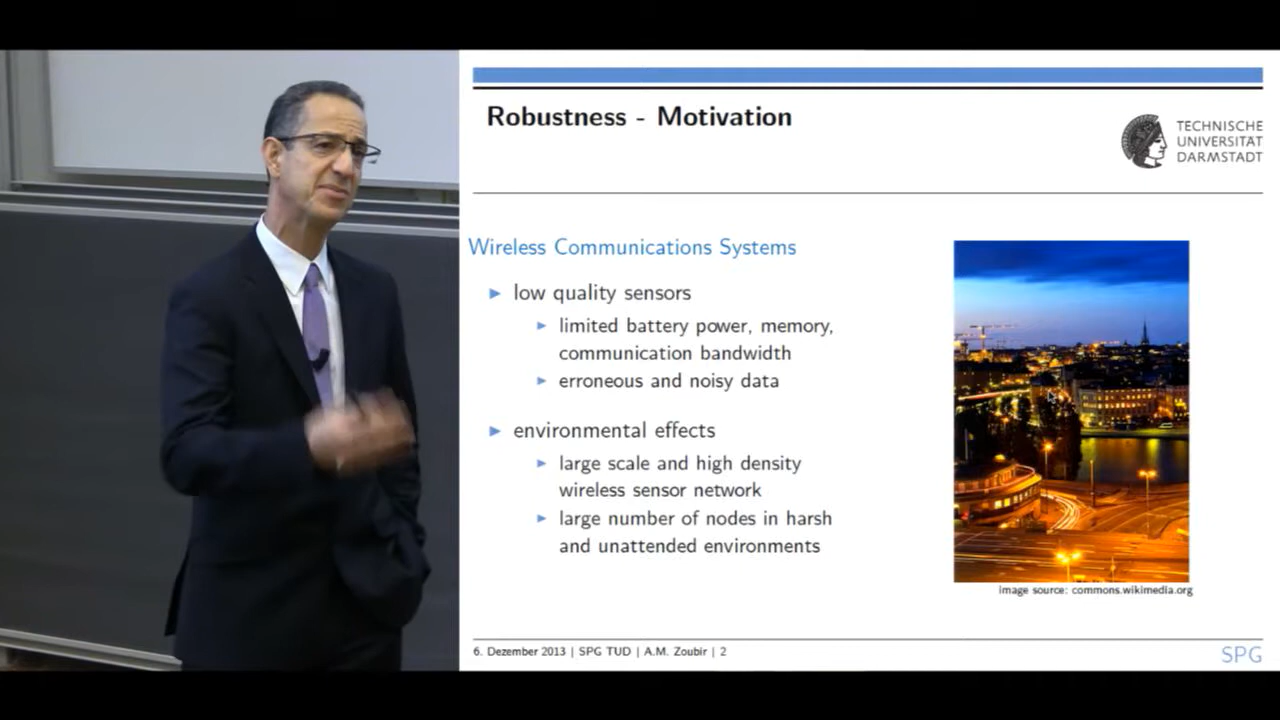 Robustness - Motivation
TECHNISCHE
UNIVERSITÄT
DARMSTADT
Wireless Communications Systems
low quality sensors
limited battery power, memory,
communication bandwidth
erroneous and noisy data
environmental effects
large scale and high density
wireless sensor network
large number of nodes in harsh
and unattended environments
image source: commons.wikimedia.org
6. Dezember 2013 | SPG TUD | A.M. Zoubir | 2
SPG